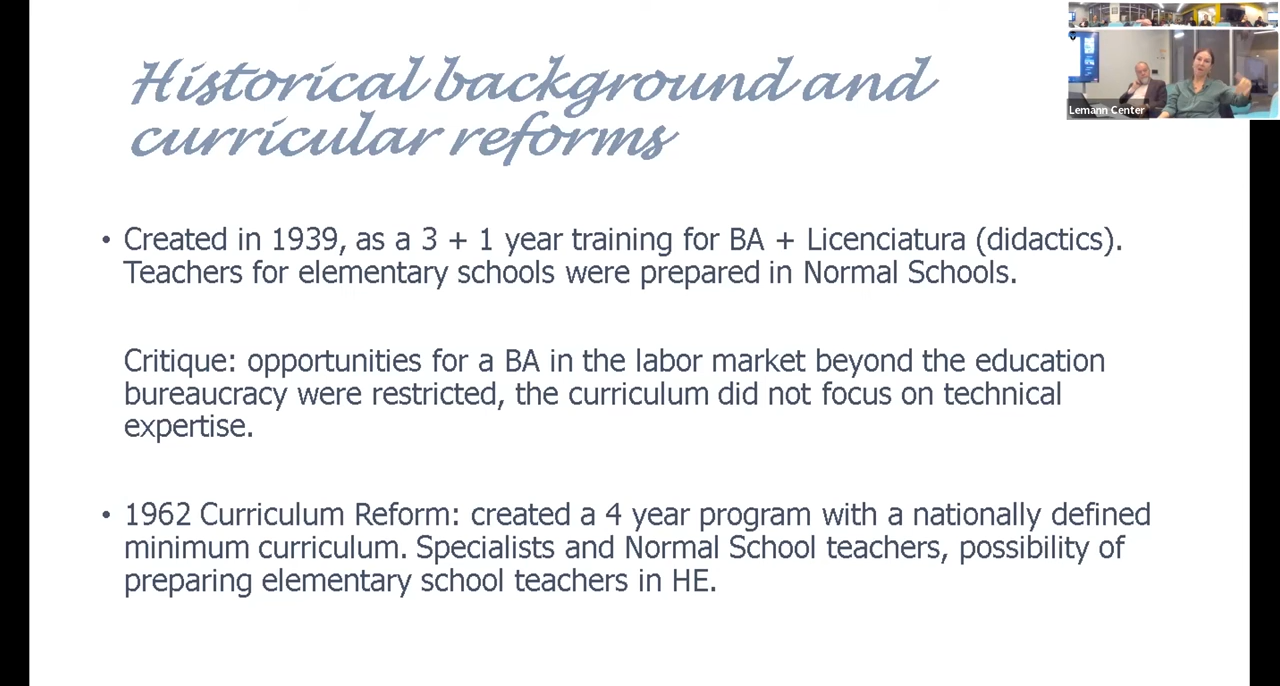 Historical background and
curricular reforms
Lemann Center
• Created in 1939, as a 3 + 1 year training for BA + Licenciatura (didactics).
Teachers for elementary schools were prepared in Normal Schools.
Critique: opportunities for a BA in the labor market beyond the education
bureaucracy were restricted, the curriculum did not focus on technical
expertise.
• 1962 Curriculum Reform: created a 4 year program with a nationally defined
minimum curriculum. Specialists and Normal School teachers, possibility of
preparing elementary school teachers in HE.